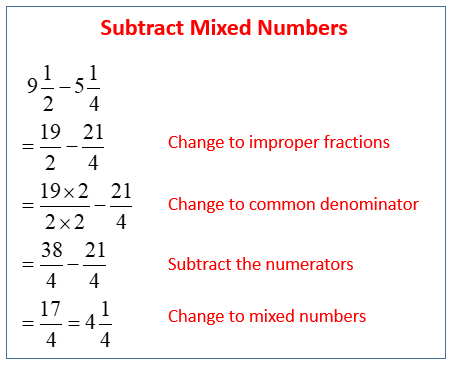 Subtract Mixed Numbers
9 1/2 − 5 1/4
= 19/2 − 21/4 Change to improper fractions
= 19×2/2×2 − 21/4 Change to common denominator
= 38/4 − 21/4 Subtract the numerators
= 17/4 = 4 1/4 Change to mixed numbers